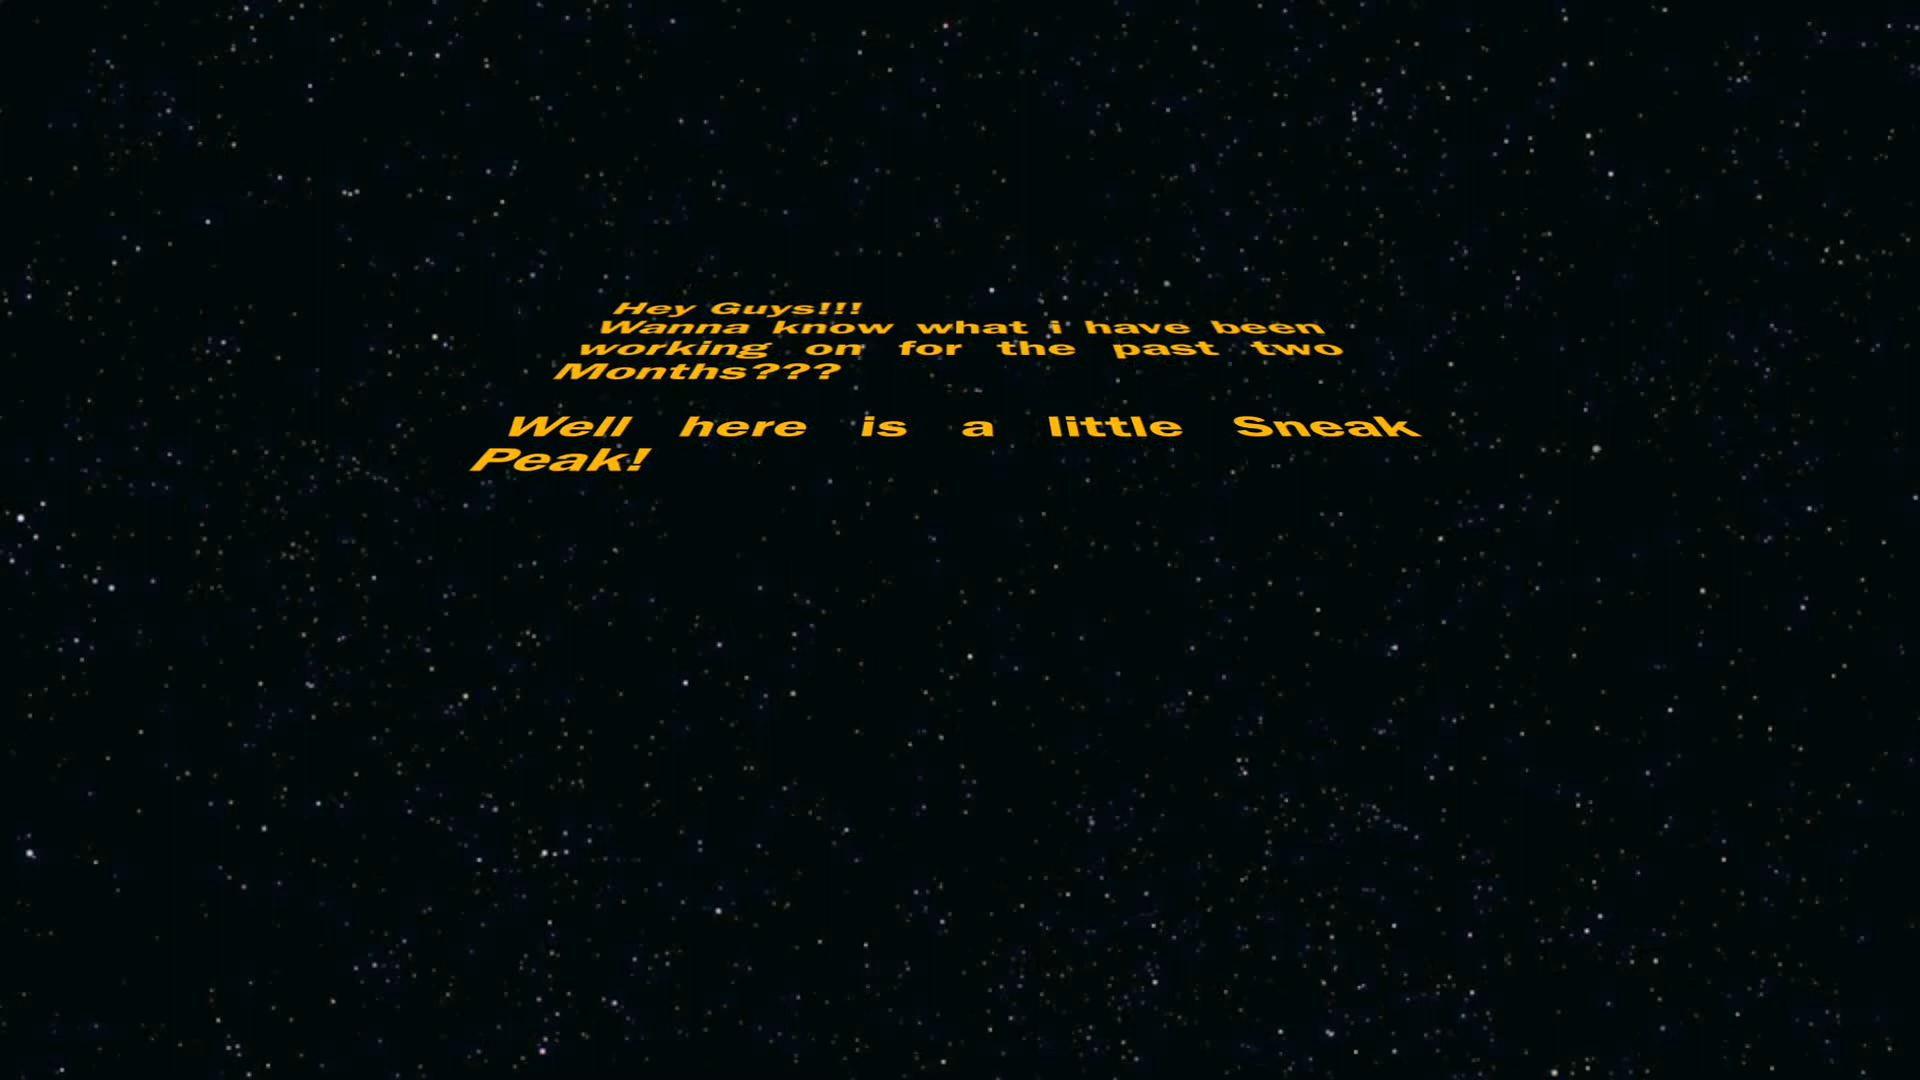 Hey Guys!!!
Wanna know what i have been
working on for the past two
Months???
Well here is a little Sneak
Peak!